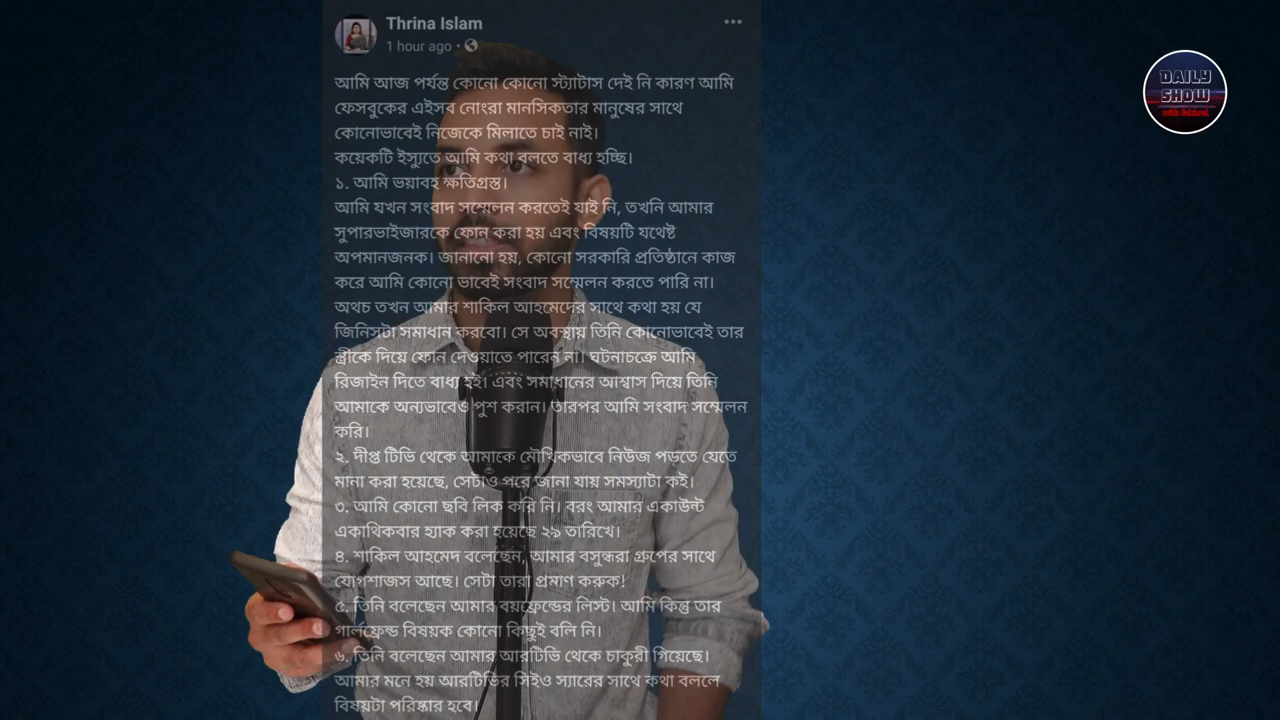 Thrina Islam
1 hour ago
আমি আজ পর্যন্ত কোনো কোনো স্ট্যাটাস দেই নি কারণ আমি
ফেসবুকের এইসব নোংরা মানসিকতার মানুষের সাথে
কোনোভাবেই নিজেকে মিলাতে চাই নাই।
কয়েকটি ইস্যুতে আমি কথা বলতে বাধ্য হচ্ছি।
১. আমি ভয়াবহ ক্ষতিগ্রস্ত।
আমি যখন সংবাদ সম্মেলন করতেই যাই নি, তখনি আমার
সুপারভাইজারকে ফোন করা হয় এবং বিষয়টি যথেষ্ট
অপমানজনক। জানানো হয়, কোনো সরকারি প্রতিষ্ঠানে কাজ
করে আমি কোনো ভাবেই সংবাদ সম্মেলন করতে পারি না।
অথচ তখন আমার শাকিল আহমেদের সাথে কথা হয় যে
জিনিসটা সমাধান করবো। সে অবস্থায় তিনি কোনোভাবেই তার
স্ত্রীকে দিয়ে ফোন দেওয়াতে পারেন না। ঘটনাচক্রে আমি
রিজাইন দিতে বাধ্য হই। এবং সমাধানের আশ্বাস দিয়ে তিনি
আমাকে অন্যভাবেও পুশ করান। তারপর আমি সংবাদ সম্মেলন
করি।
২. দীপ্ত টিভি থেকে আমাকে মৌখিকভাবে নিউজ পড়তে যেতে
মানা করা হয়েছে, সেটাও পরে জানা যায় সমস্যাটা কই।
৩. আমি কোনো ছবি লিক করি নি। বরং আমার একাউন্ট
একাধিকবার হ্যাক করা হয়েছে ২৯ তারিখে।
৪. শাকিল আহমেদ বলেছেন, আমার বসুন্ধরা গ্রুপের সাথে
যোগশাজস আছে। সেটা তারা প্রমাণ করুক!
৫. তিনি বলেছেন আমার বয়ফ্রেন্ডের লিস্ট। আমি কিন্তু তার
গার্লফ্রেন্ড বিষয়ক কোনো কিছুই বলি নি।
৬. তিনি বলেছেন আমার আরটিভি থেকে চাকুরী গিয়েছে।
আমার মনে হয় আরটিভির সিইও স্যারের সাথে কথা বললে
বিষয়টা পরিস্কার হবে।
DAILY
SHOW